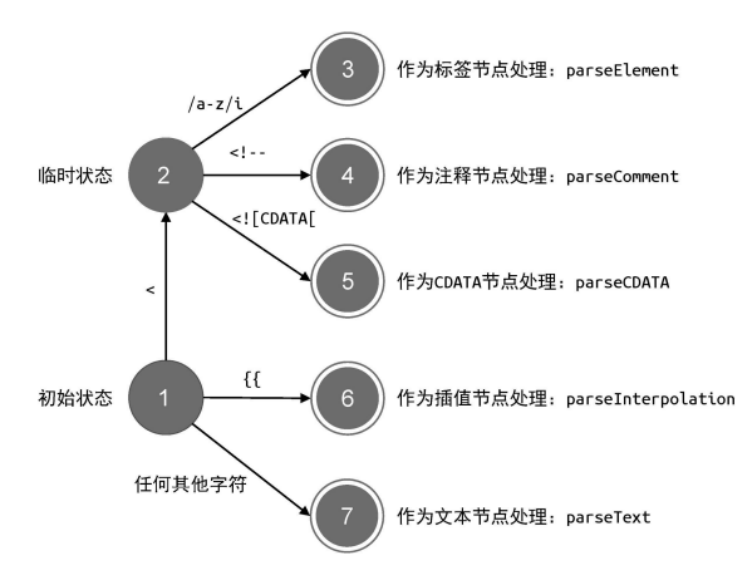 3 作为标签节点处理：parseElement
/a-z/i
<!--
临时状态 2 4 作为注释节点处理：parseComment
<![CDATA[
5 作为CDATA节点处理：parseCDATA
<
{{
初始状态 1 6 作为插值节点处理：parseInterpolation
任何其他字符
7 作为文本节点处理：parseText